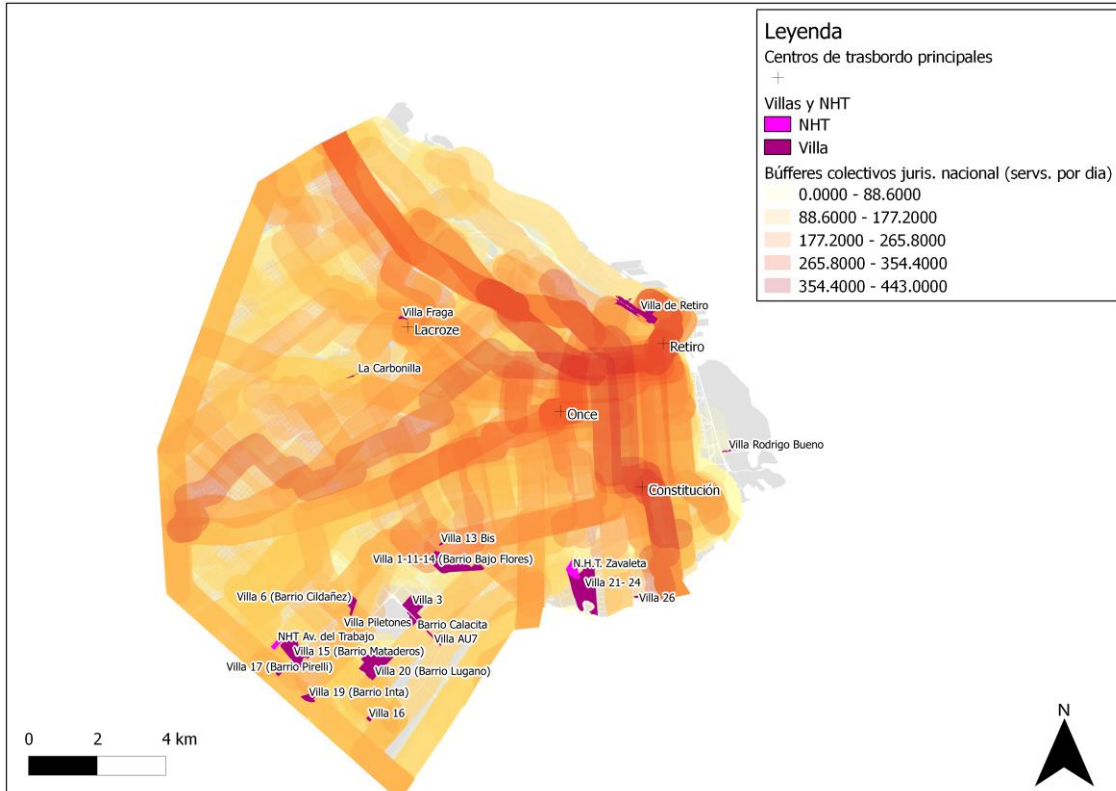 Leyenda
Centros de trasbordo principales
Villas y NHT
NHT
Villa
Búfferes colectivos juris. nacional (servs. por dia)
0.0000 - 88.6000
88.6000 - 177.2000
177.2000 - 265.8000
265.8000 - 354.4000
354.4000 - 443.0000
Villa de Retiro
Villa Fraga
Lacroze
Retiro
La Carbonilla
Once
Villa Rodrigo Bueno
Constitución
Villa 13 Bis
Villa 1-11-14 (Barrio Bajo Flores)
N.H.T. Zavaleta
Villa 21- 24
Villa 6 (Barrio Cildañez)
Villa 3
Villa 26
Villa Piletones
Barrio Calacita
NHT Av. del Trabajo
Villa AU7
Villa 15 (Barrio Mataderos)
Villa 17 (Barrio Pirelli)
Villa 20 (Barrio Lugano)
Villa 19 (Barrio Inta)
Villa 16
N
0 2 4 km